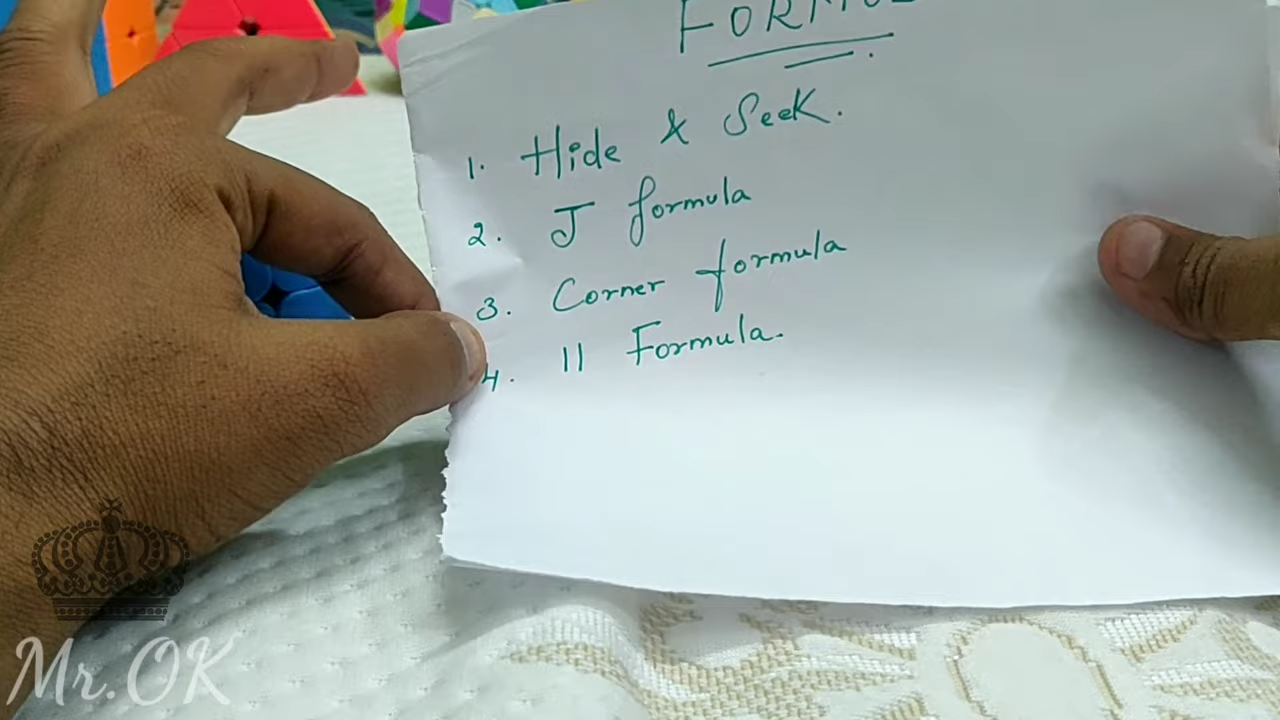 1. Hide & Seek.
2. J formula
3. Corner formula
4. 11 Formula.
Mr.OK